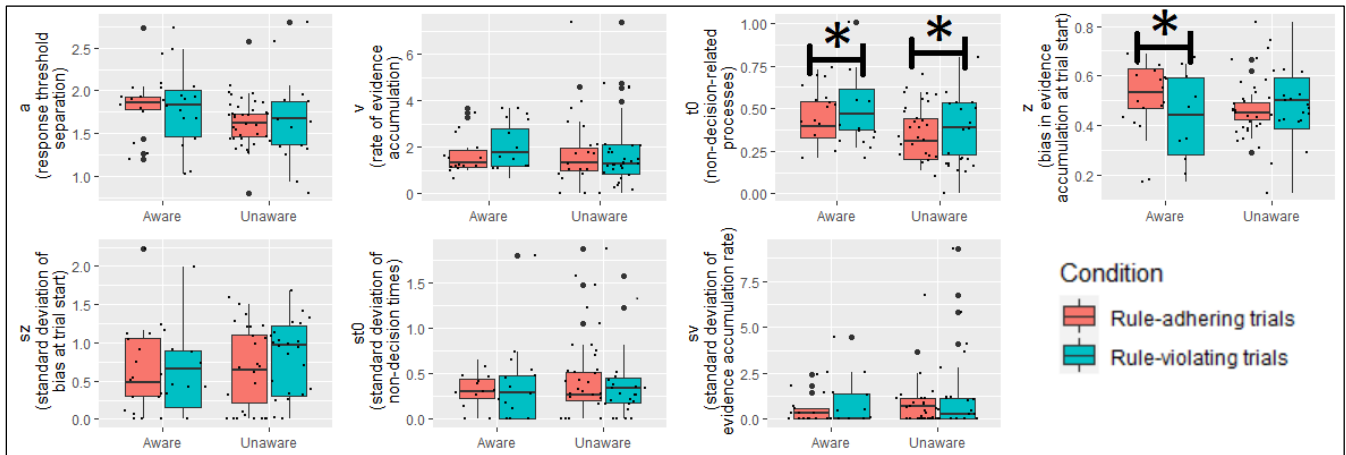 a
(response threshold
separation)
2.5
2.0
1.5
1.0
Aware
Unaware
v
(rate of evidence
accumulation)
6
4
2
0
Aware
Unaware
t0
(non-decision-related
processes)
1.00
0.75
0.50
0.25
0.00
*
*
Aware
Unaware
z
(bias in evidence
accumulation at trial start)
0.8
0.6
0.4
0.2
*
Aware
Unaware
sz
(standard deviation of
bias at trial start)
2.0
1.5
1.0
0.5
0.0
Aware
Unaware
st0
(standard deviation of
non-decision times)
1.5
1.0
0.5
0.0
Aware
Unaware
sv
(standard deviation of
evidence accumulation rate)
7.5
5.0
2.5
0.0
Aware
Unaware
Condition
Rule-adhering trials
Rule-violating trials